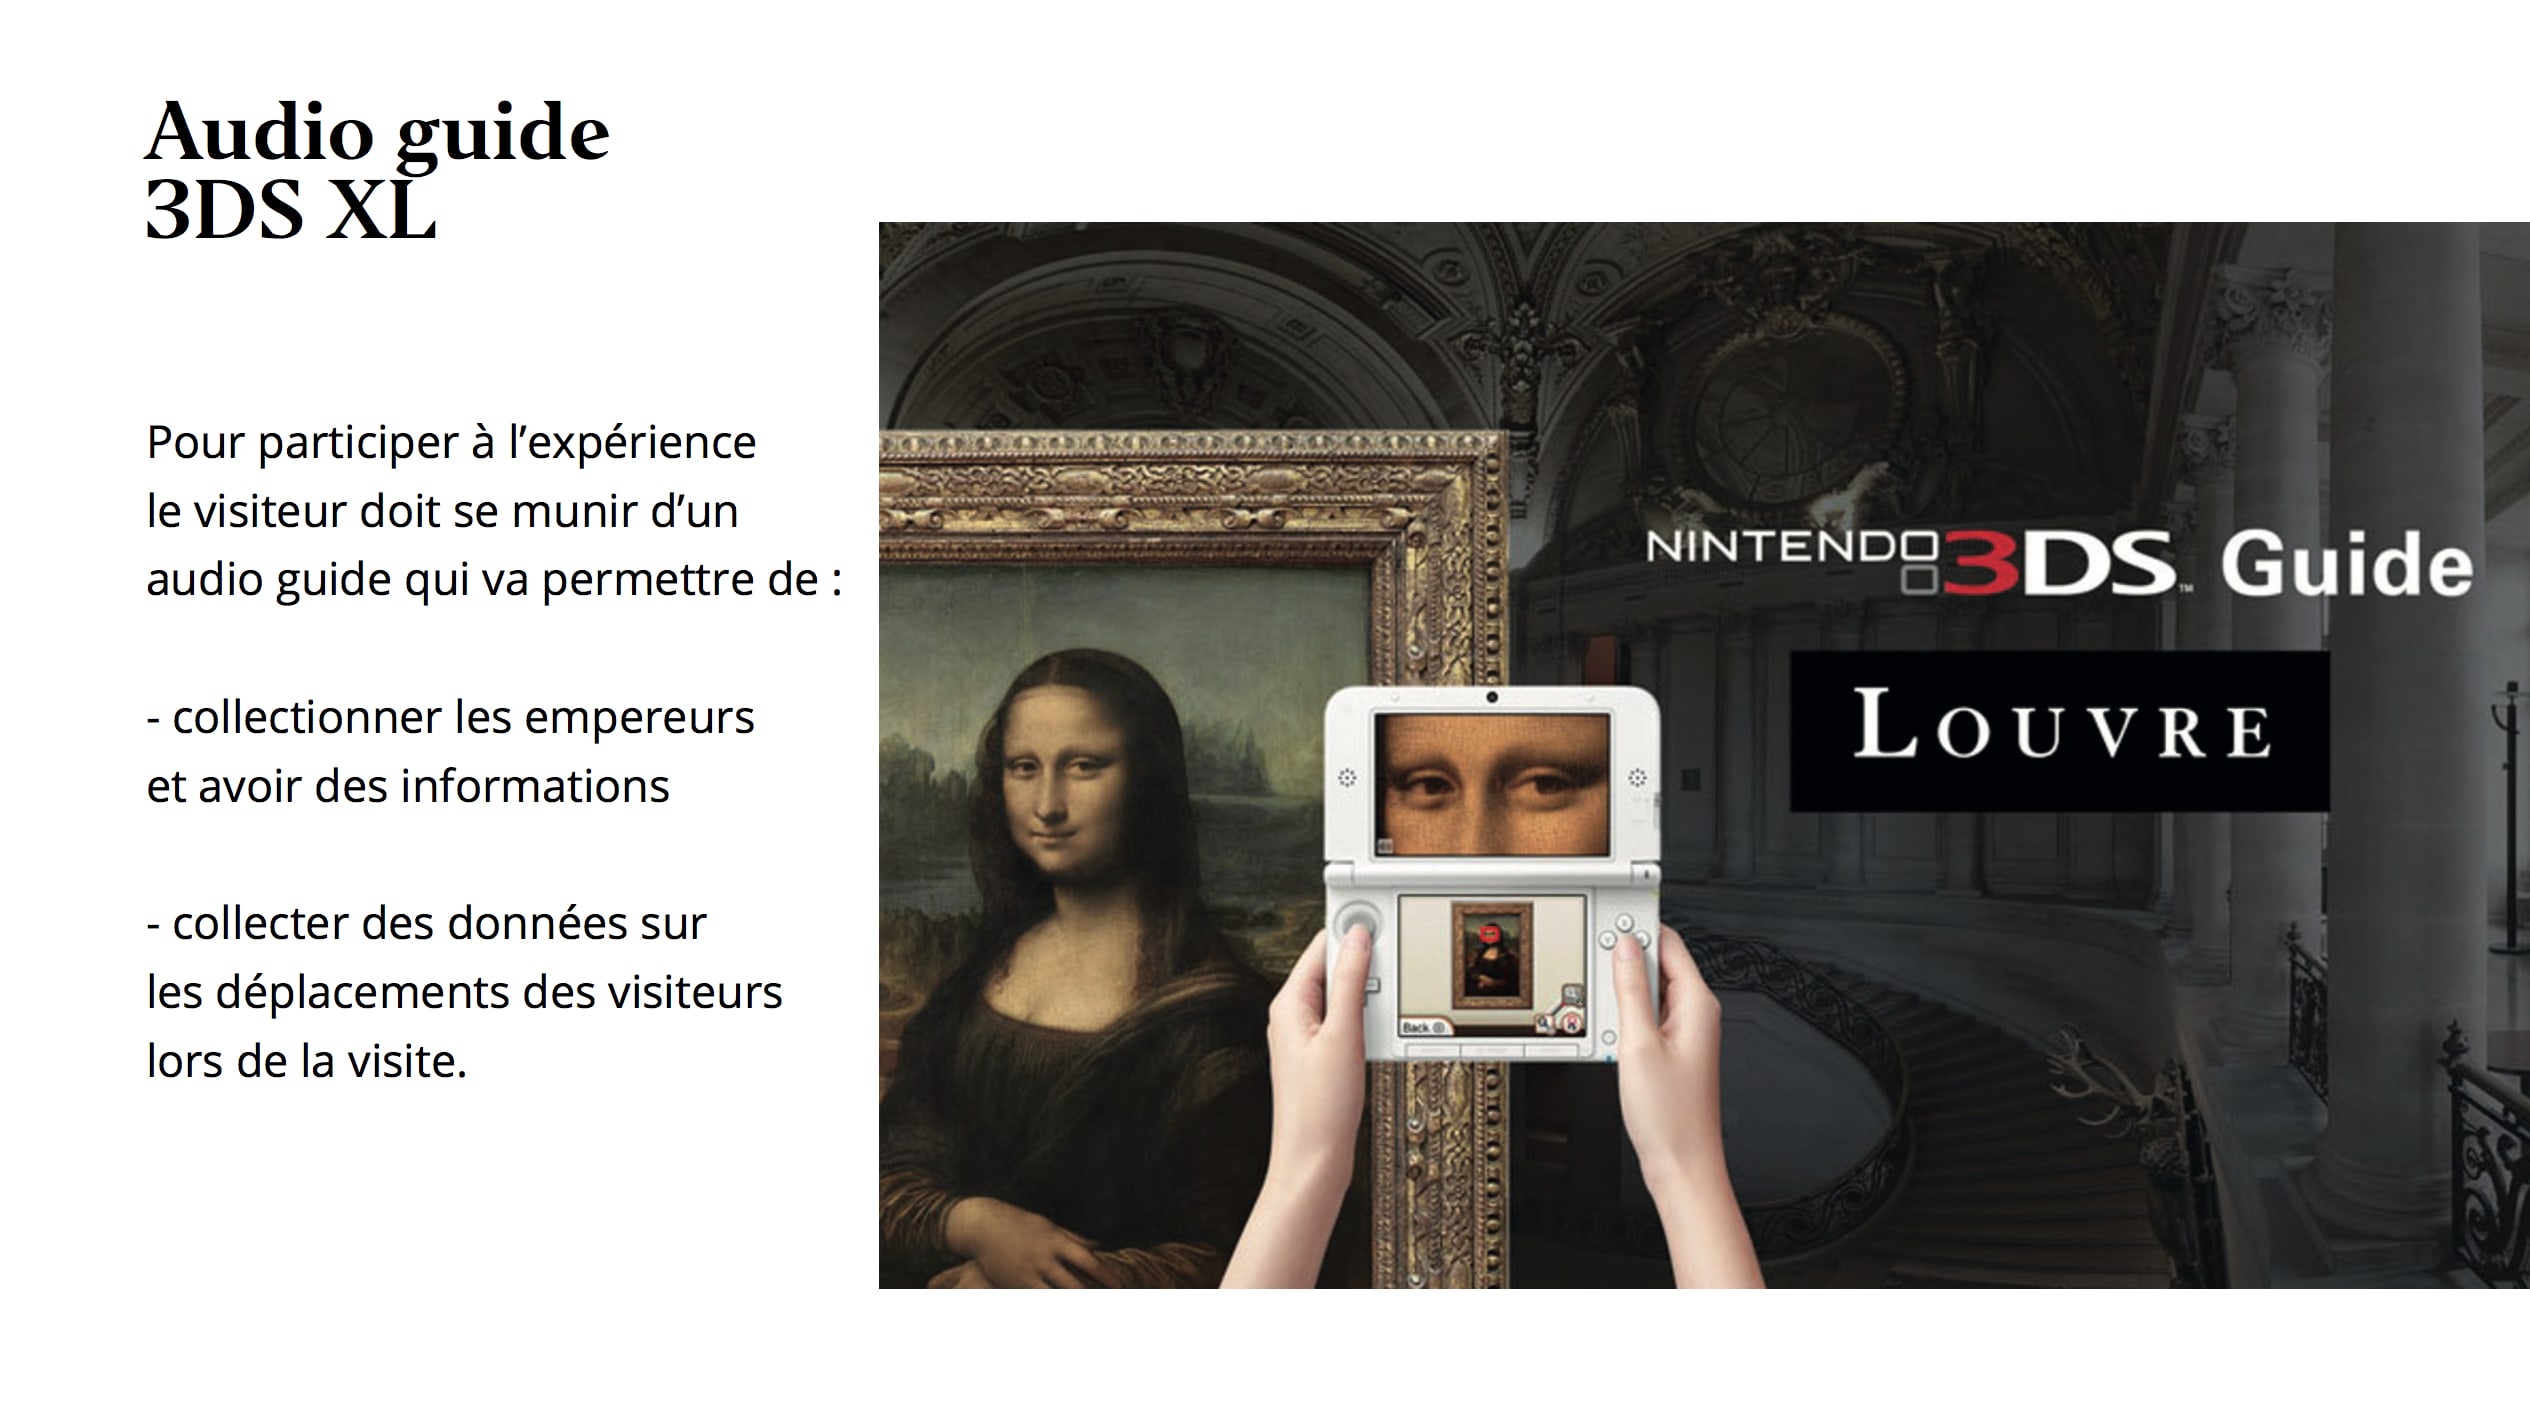 Audio guide
3DS XL
Pour participer à l’expérience
le visiteur doit se munir d’un
audio guide qui va permettre de :
- collectionner les empereurs
et avoir des informations
- collecter des données sur
les déplacements des visiteurs
lors de la visite.
NINTENDO 3DS™ Guide
LOUVRE
Back